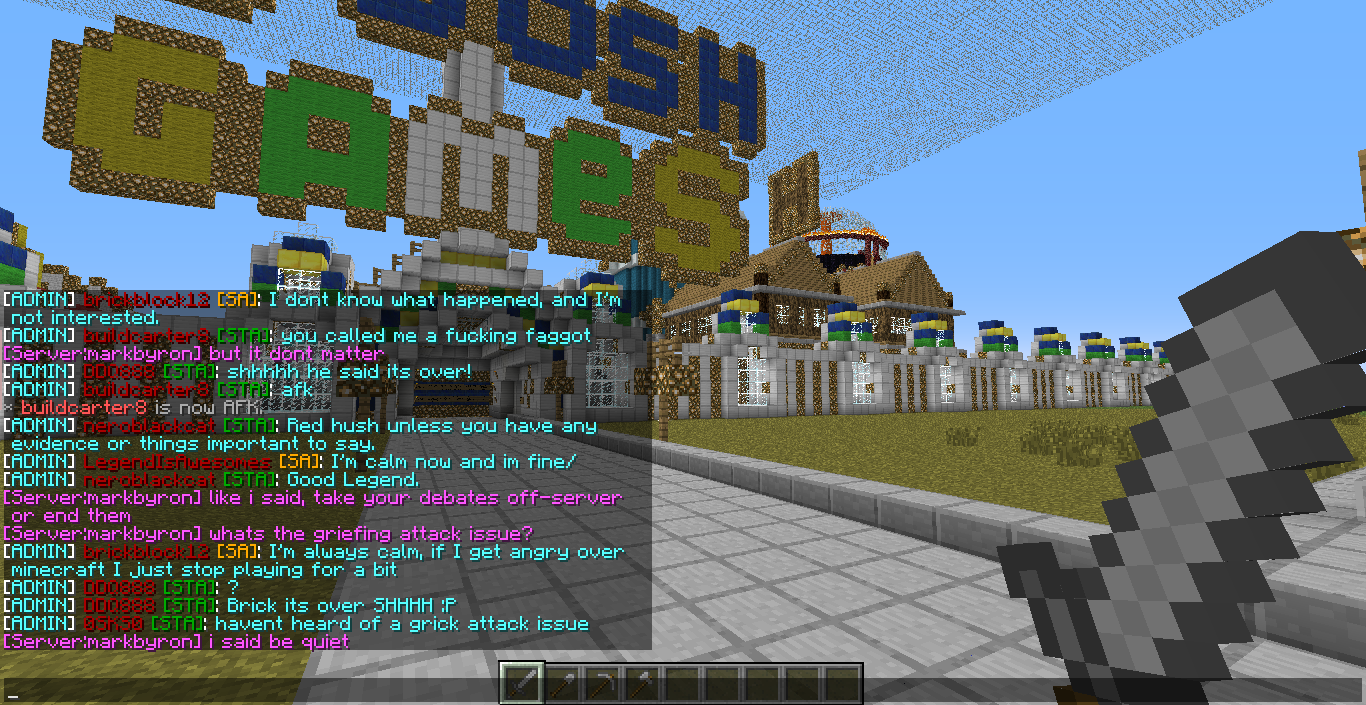 OSH
GameS
[ADMIN] brickblock12 [SA]: I dont know what happened, and I'm
not interested.
[ADMIN] buildcarter8 [STA]: you called me a fucking faggot
[Server:markbyron] but it dont matter
[ADMIN] DDO888 [STA]: shhhhh he said its over!
[ADMIN] buildcarter8 [STA]: afk
* buildcarter8 is now AFK.
[ADMIN] neroblackcat [STA]: Red hush unless you have any
evidence or things important to say.
[ADMIN] LegendIsAwesomes [SA]: I'm calm now and im fine/
[ADMIN] neroblackcat [STA]: Good Legend.
[Server:markbyron] like i said, take your debates off-server
or end them
[Server:markbyron] whats the griefing attack issue?
[ADMIN] brickblock12 [SA]: I'm always calm, if I get angry over
minecraft I just stop playing for a bit
[ADMIN] DDO888 [STA]: ?
[ADMIN] DDO888 [STA]: Brick its over SHHHH :P
[ADMIN] OSKSO [STA]: havent heard of a grick attack issue
[Server:markbyron] i said be quiet
_